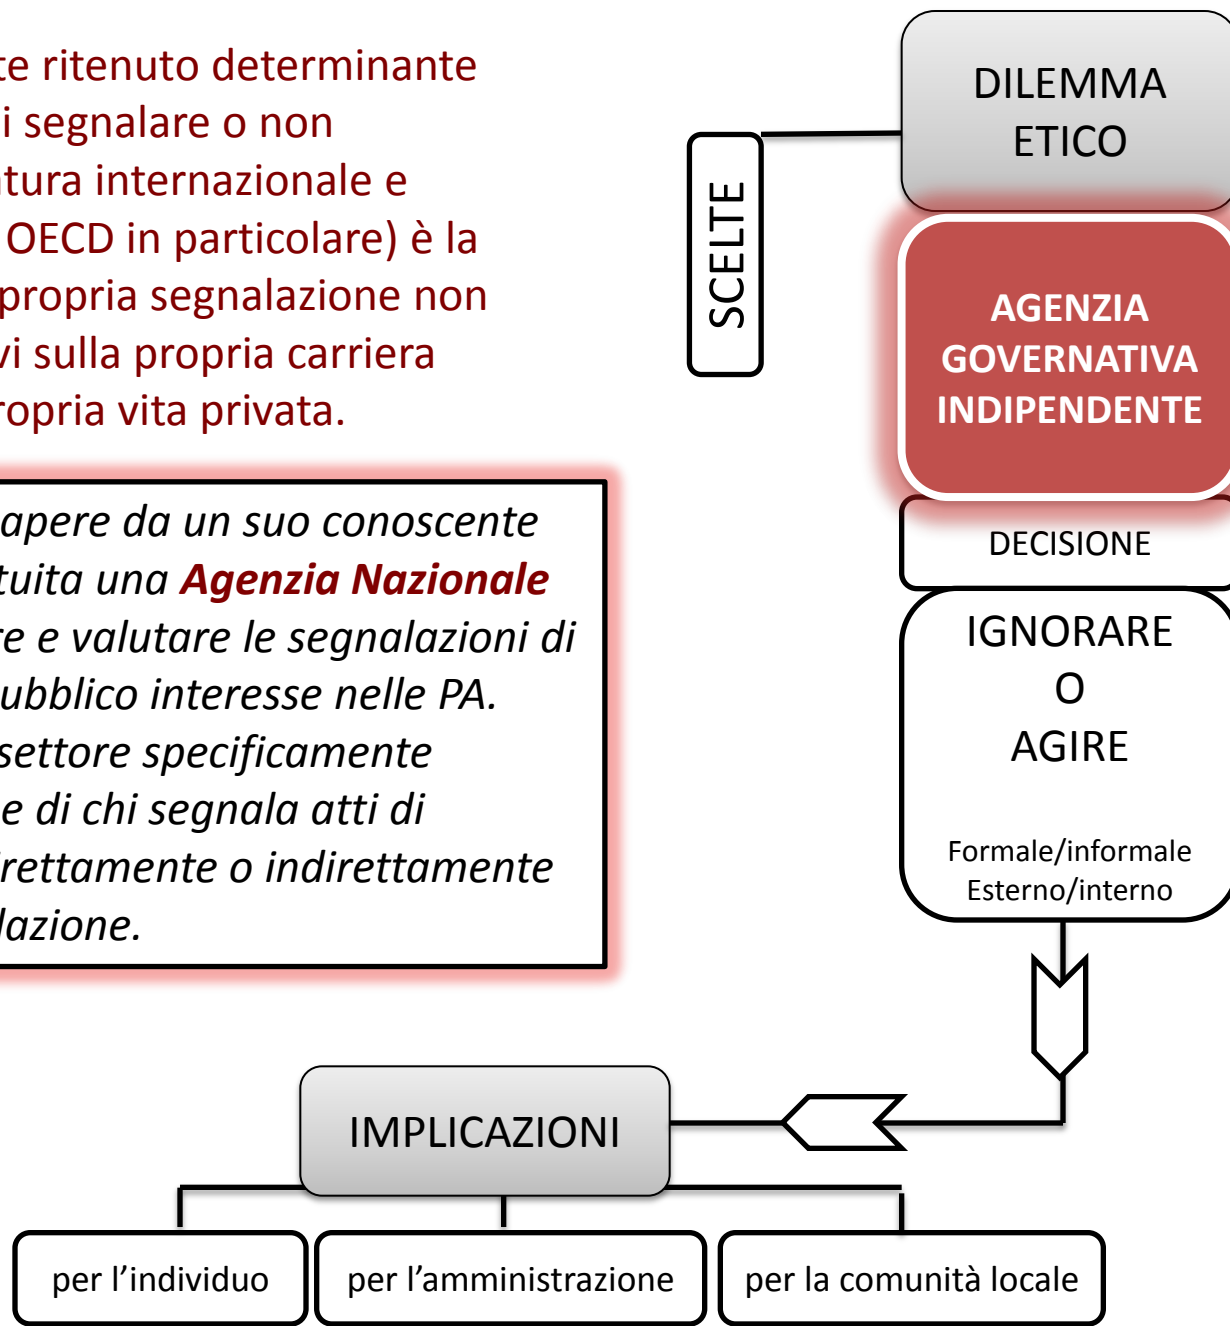 te ritenuto determinante
i segnalare o non
atura internazionale e
OECD in particolare) è la
propria segnalazione non
vi sulla propria carriera
ropria vita privata.
apere da un suo conoscente
tuita una Agenzia Nazionale
re e valutare le segnalazioni di
pubblico interesse nelle PA.
settore specificamente
e di chi segnala atti di
irettamente o indirettamente
lazione.
SCELTE
DILEMMA
ETICO
AGENZIA
GOVERNATIVA
INDIPENDENTE
DECISIONE
IGNORARE
O
AGIRE
Formale/informale
Esterno/interno
IMPLICAZIONI
per l'individuo
per l'amministrazione
per la comunità locale